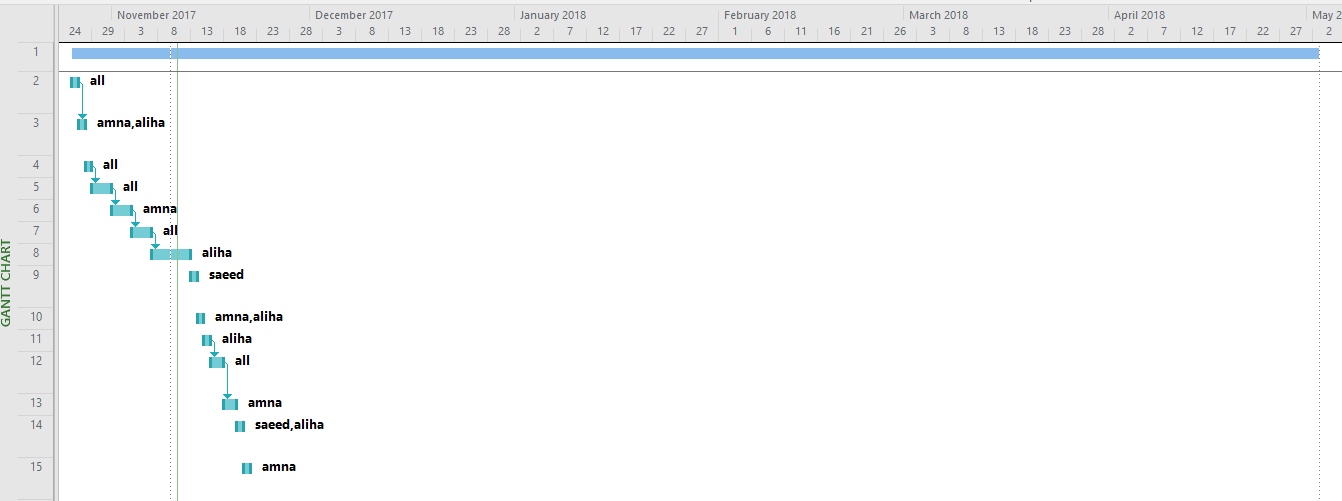 November 2017 December 2017 January 2018 February 2018 March 2018 April 2018 May 2
24 29 3 8 13 18 23 28 3 8 13 18 23 28 2 7 12 17 22 27 1 6 11 16 21 26 3 8 13 18 23 28 2 7 12 17 22 27 2
1
2 all
3 amna,aliha
4 all
5 all
6 amna
7 all
8 aliha
9 saeed
10 amna,aliha
11 aliha
12 all
13 amna
14 saeed,aliha
15 amna
GANTT CHART